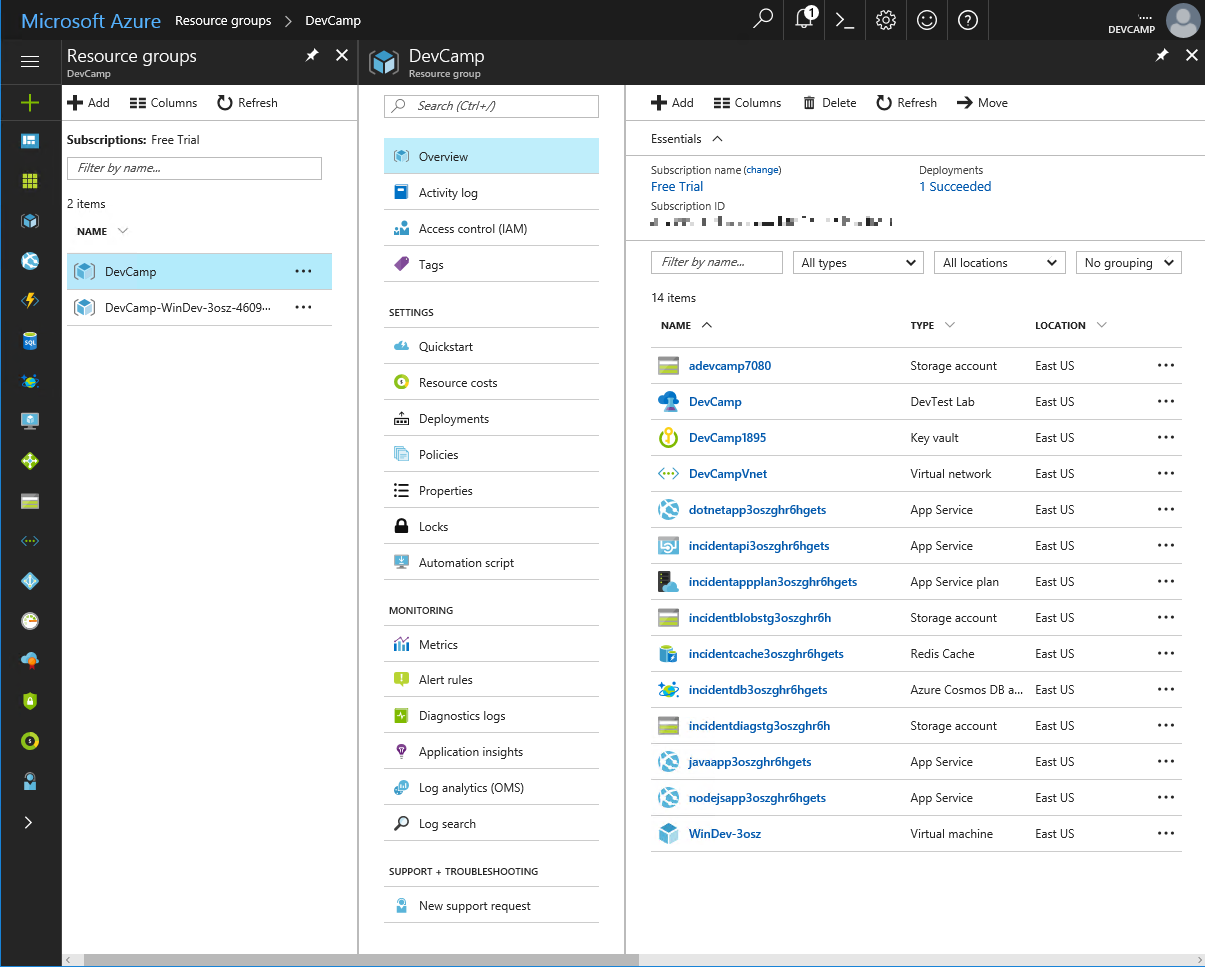 Microsoft Azure Resource groups > DevCamp
1
DEVCAMP
Resource groups
DevCamp
Add Columns Refresh
Subscriptions: Free Trial
Filter by name...
2 items
NAME
DevCamp
DevCamp-WinDev-3osz-4609···
DevCamp
Resource group
Search (Ctrl+/)
Overview
Activity log
Access control (IAM)
Tags
SETTINGS
Quickstart
Resource costs
Deployments
Policies
Properties
Locks
Automation script
MONITORING
Metrics
Alert rules
Diagnostics logs
Application insights
Log analytics (OMS)
Log search
SUPPORT + TROUBLESHOOTING
New support request
Add Columns Delete Refresh Move
Essentials
Subscription name (change) Deployments
Free Trial 1 Succeeded
Subscription ID
Filter by name... All types All locations No grouping
14 items
NAME TYPE LOCATION
adevcamp7080 Storage account East US
DevCamp DevTest Lab East US
DevCamp1895 Key vault East US
DevCampVnet Virtual network East US
dotnetapp3oszghr6hgets App Service East US
incidentapi3oszghr6hgets App Service East US
incidentappplan3oszghr6hgets App Service plan East US
incidentblobstg3oszghr6h Storage account East US
incidentcache3oszghr6hgets Redis Cache East US
incidentdb3oszghr6hgets Azure Cosmos DB a... East US
incidentdiagstg3oszghr6h Storage account East US
javaapp3oszghr6hgets App Service East US
nodejsapp3oszghr6hgets App Service East US
WinDev-3osz Virtual machine East US